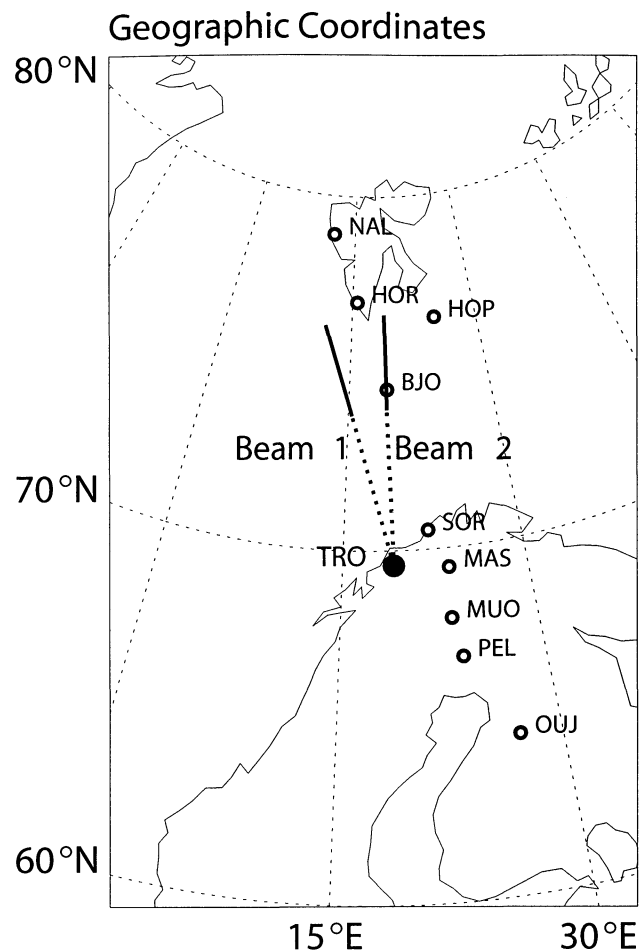 Geographic Coordinates
80°N
NAL
HOR
HOP
BJO
Beam 1
Beam 2
70°N
SOR
TRO
MAS
MUO
PEL
OUJ
60°N
15°E
30°E